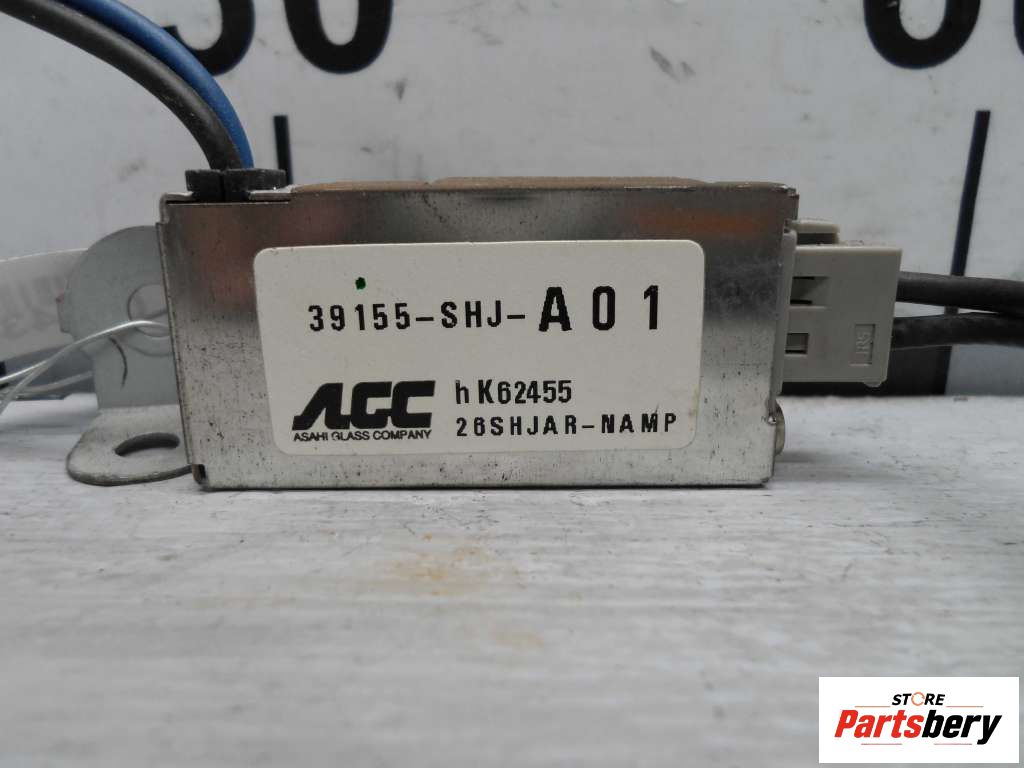 39155-SHJ-A01
AGC
ASAHI GLASS COMPANY
hK62455
26SHJAR-NAMP
STORE
Partsbery